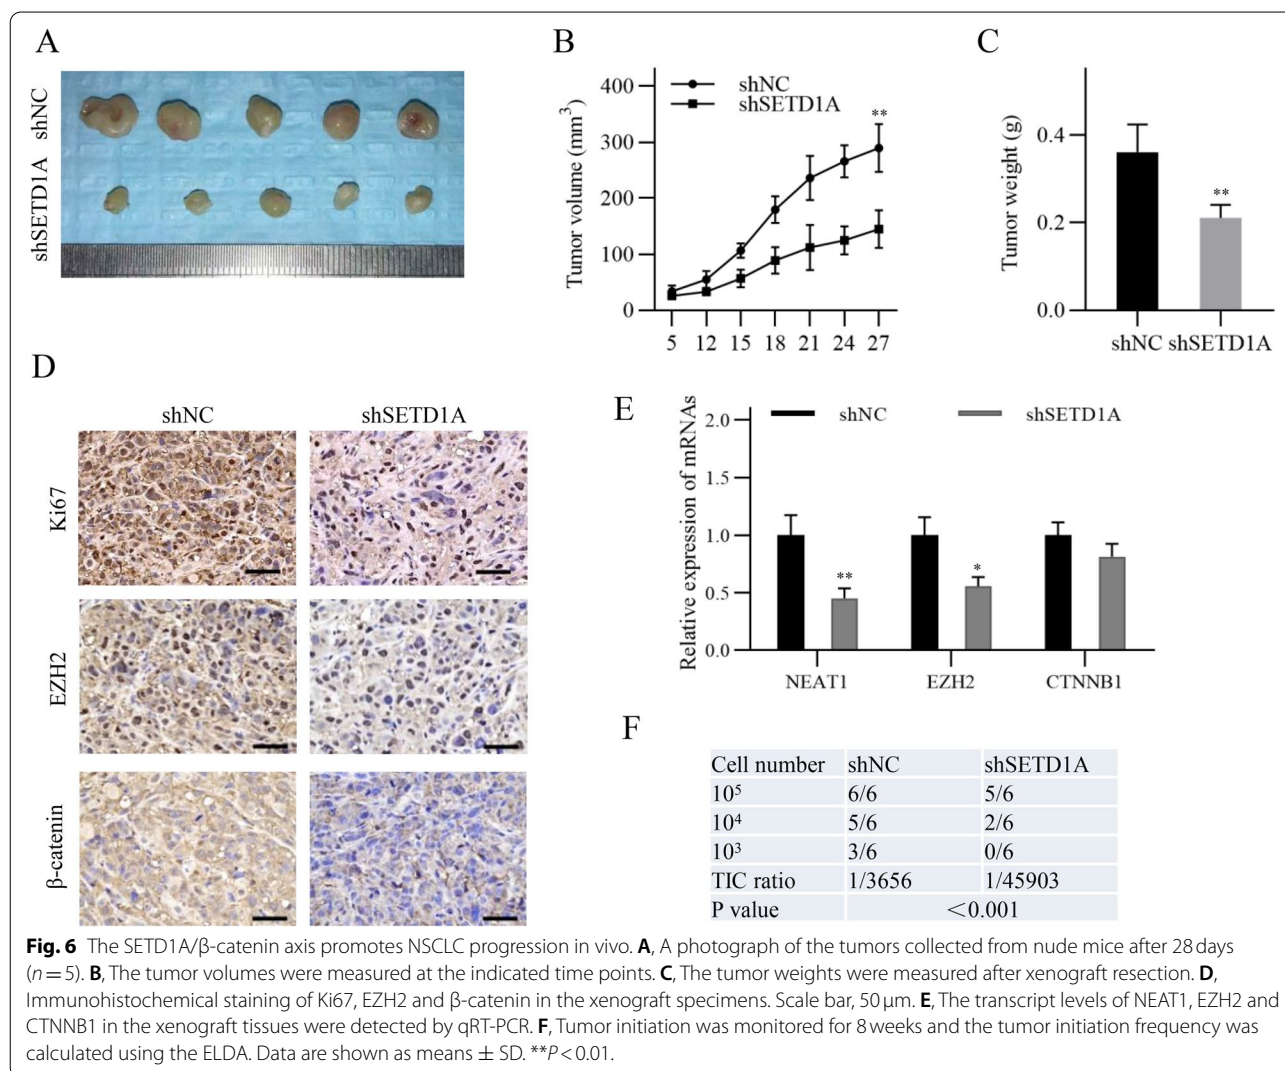 A
shNC
shSETD1A
B
Tumor volume (mm³)
400
300
200
100
0
shNC
shSETD1A
**
5 12 15 18 21 24 27
C
Tumor weight (g)
0.4
0.2
0.0
**
shNC shSETD1A
D
shNC shSETD1A
Ki67
EZH2
β-catenin
E
Relative expression of mRNAs
2.0
1.5
1.0
0.5
0.0
shNC shSETD1A
**
*
NEAT1 EZH2 CTNNB1
F
Cell number shNC shSETD1A
10⁵ 6/6 5/6
10⁴ 5/6 2/6
10³ 3/6 0/6
TIC ratio 1/3656 1/45903
P value <0.001
Fig. 6 The SETD1A/β-catenin axis promotes NSCLC progression in vivo. A, A photograph of the tumors collected from nude mice after 28 days
(n = 5). B, The tumor volumes were measured at the indicated time points. C, The tumor weights were measured after xenograft resection. D,
Immunohistochemical staining of Ki67, EZH2 and β-catenin in the xenograft specimens. Scale bar, 50 μm. E, The transcript levels of NEAT1, EZH2 and
CTNNB1 in the xenograft tissues were detected by qRT-PCR. F, Tumor initiation was monitored for 8 weeks and the tumor initiation frequency was
calculated using the ELDA. Data are shown as means ± SD. **P < 0.01.